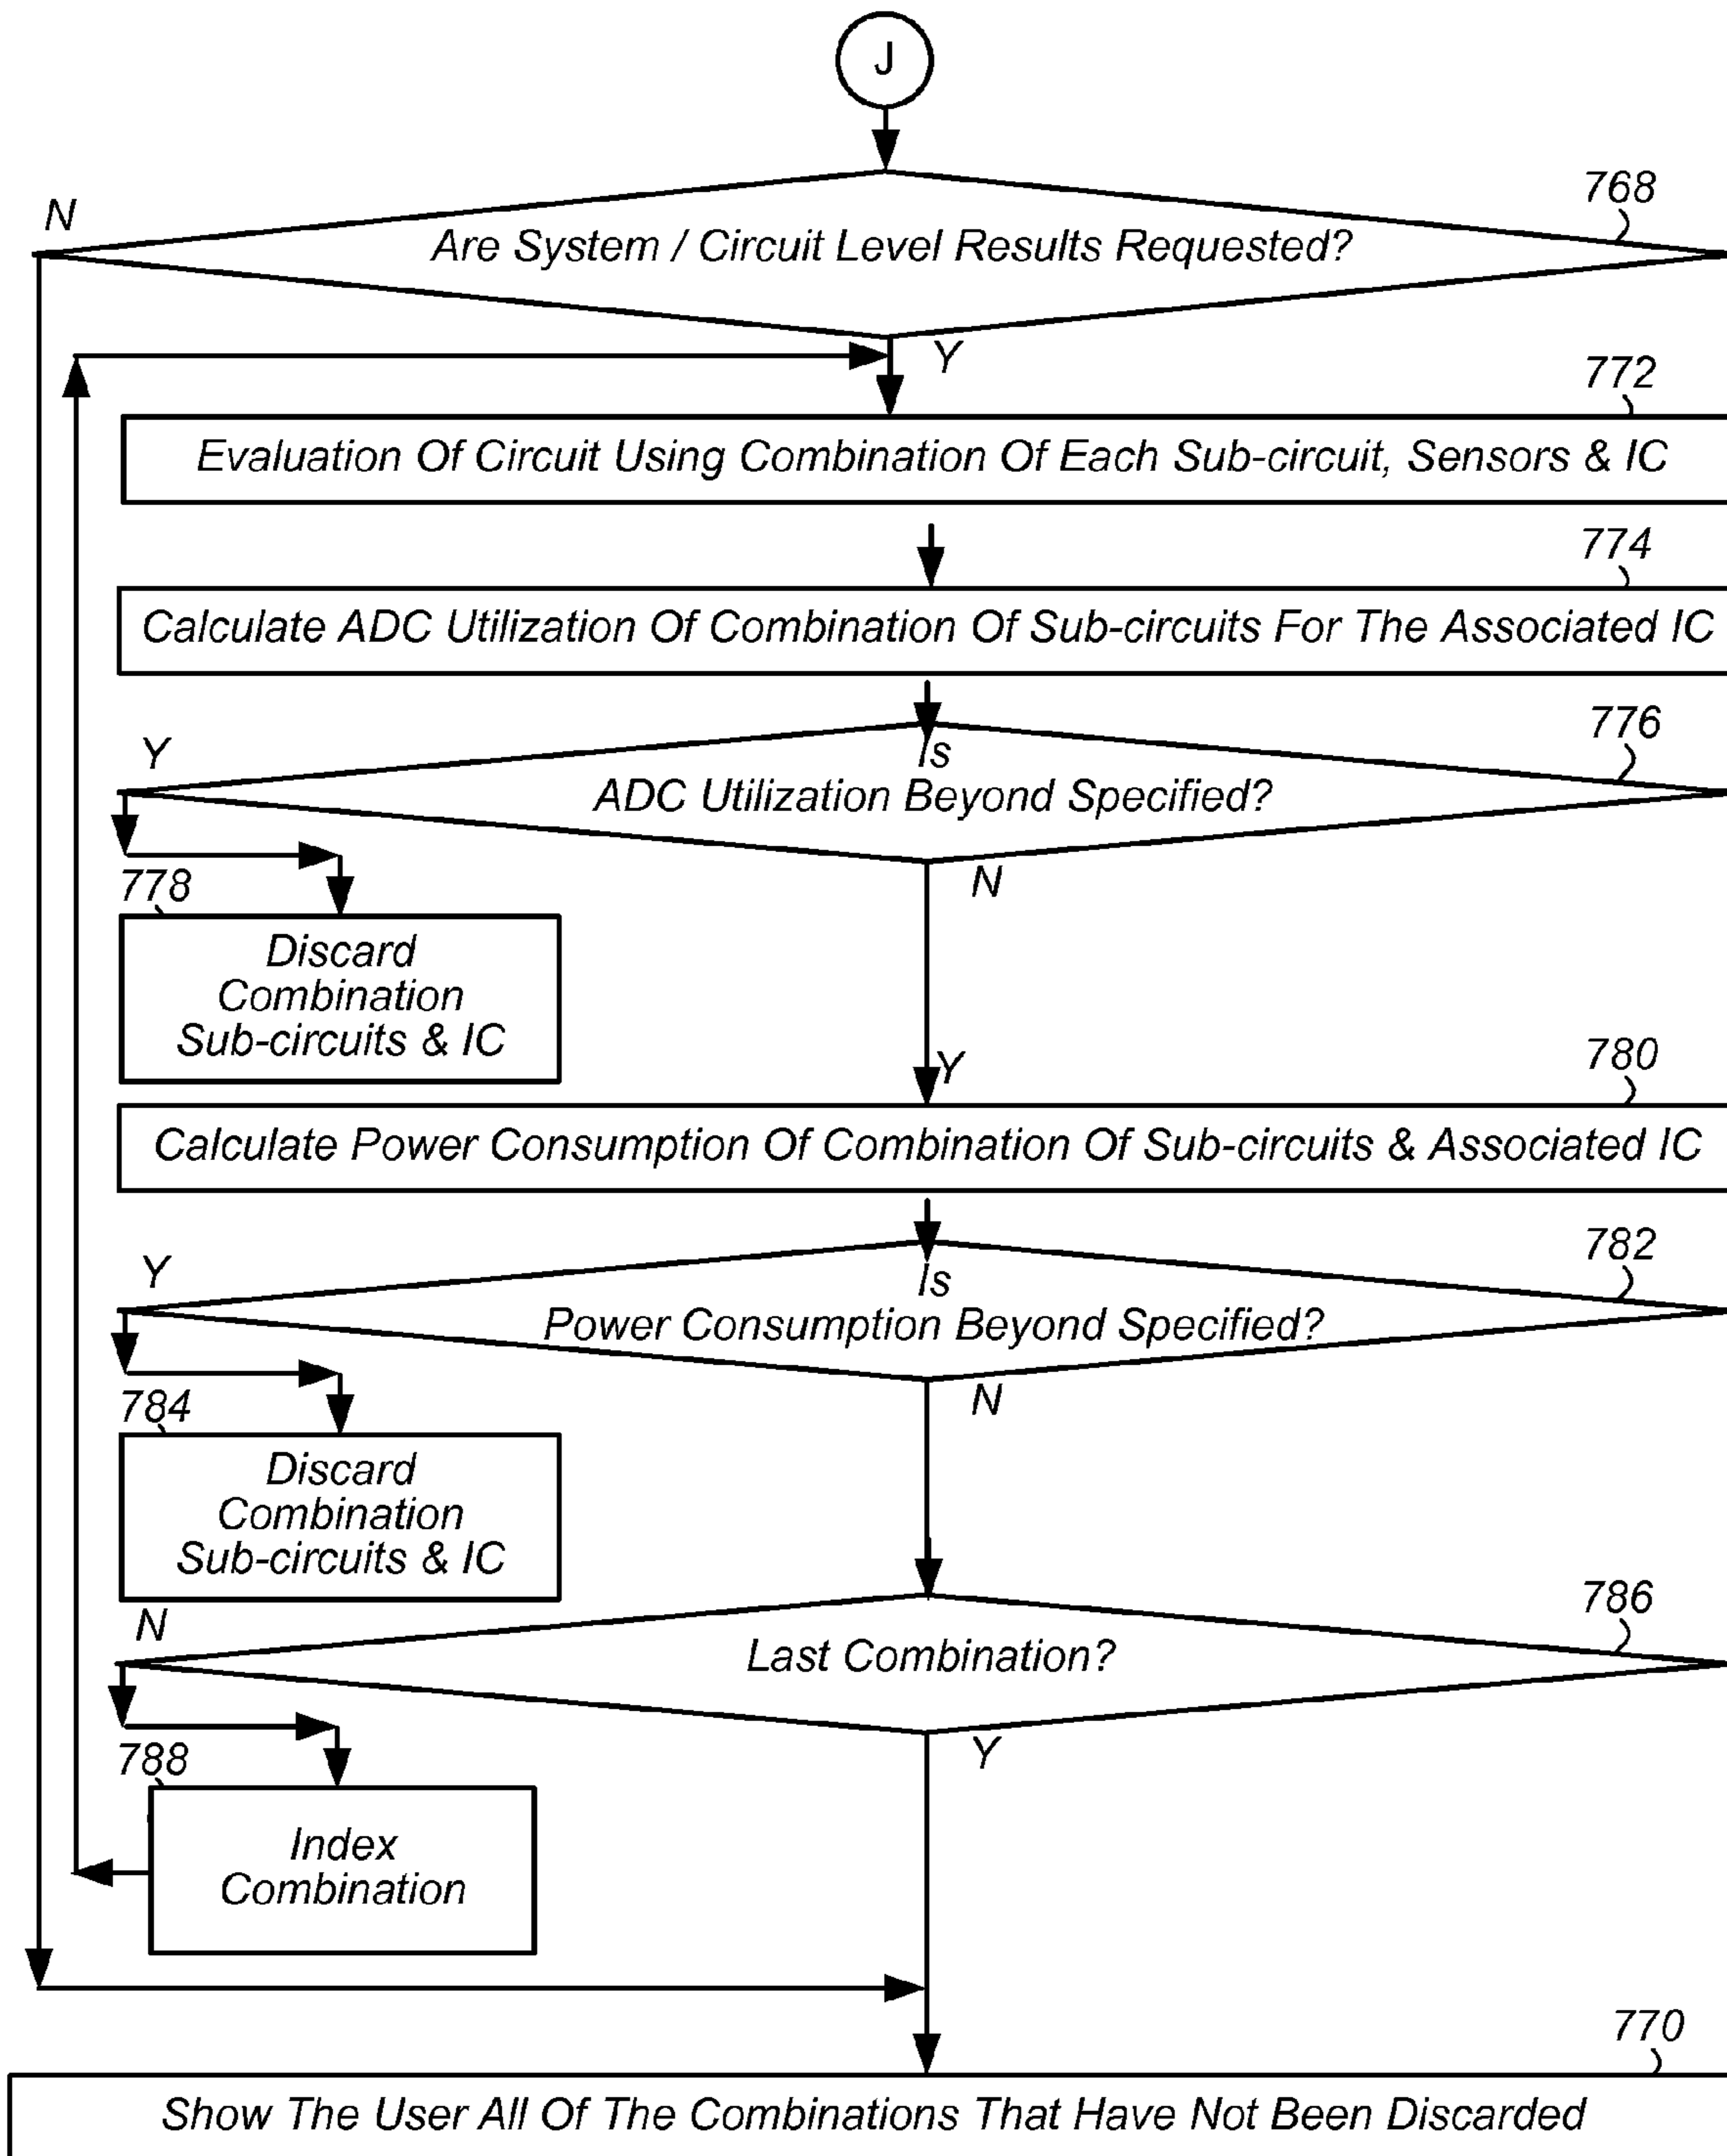 J
768
N
Are System / Circuit Level Results Requested?
Y
772
Evaluation Of Circuit Using Combination Of Each Sub-circuit, Sensors & IC
774
Calculate ADC Utilization Of Combination Of Sub-circuits For The Associated IC
776
Y
Is
ADC Utilization Beyond Specified?
N
778
Discard
Combination
Sub-circuits & IC
Y
780
Calculate Power Consumption Of Combination Of Sub-circuits & Associated IC
782
Y
Is
Power Consumption Beyond Specified?
N
784
Discard
Combination
Sub-circuits & IC
786
N
Last Combination?
Y
788
Index
Combination
770
Show The User All Of The Combinations That Have Not Been Discarded